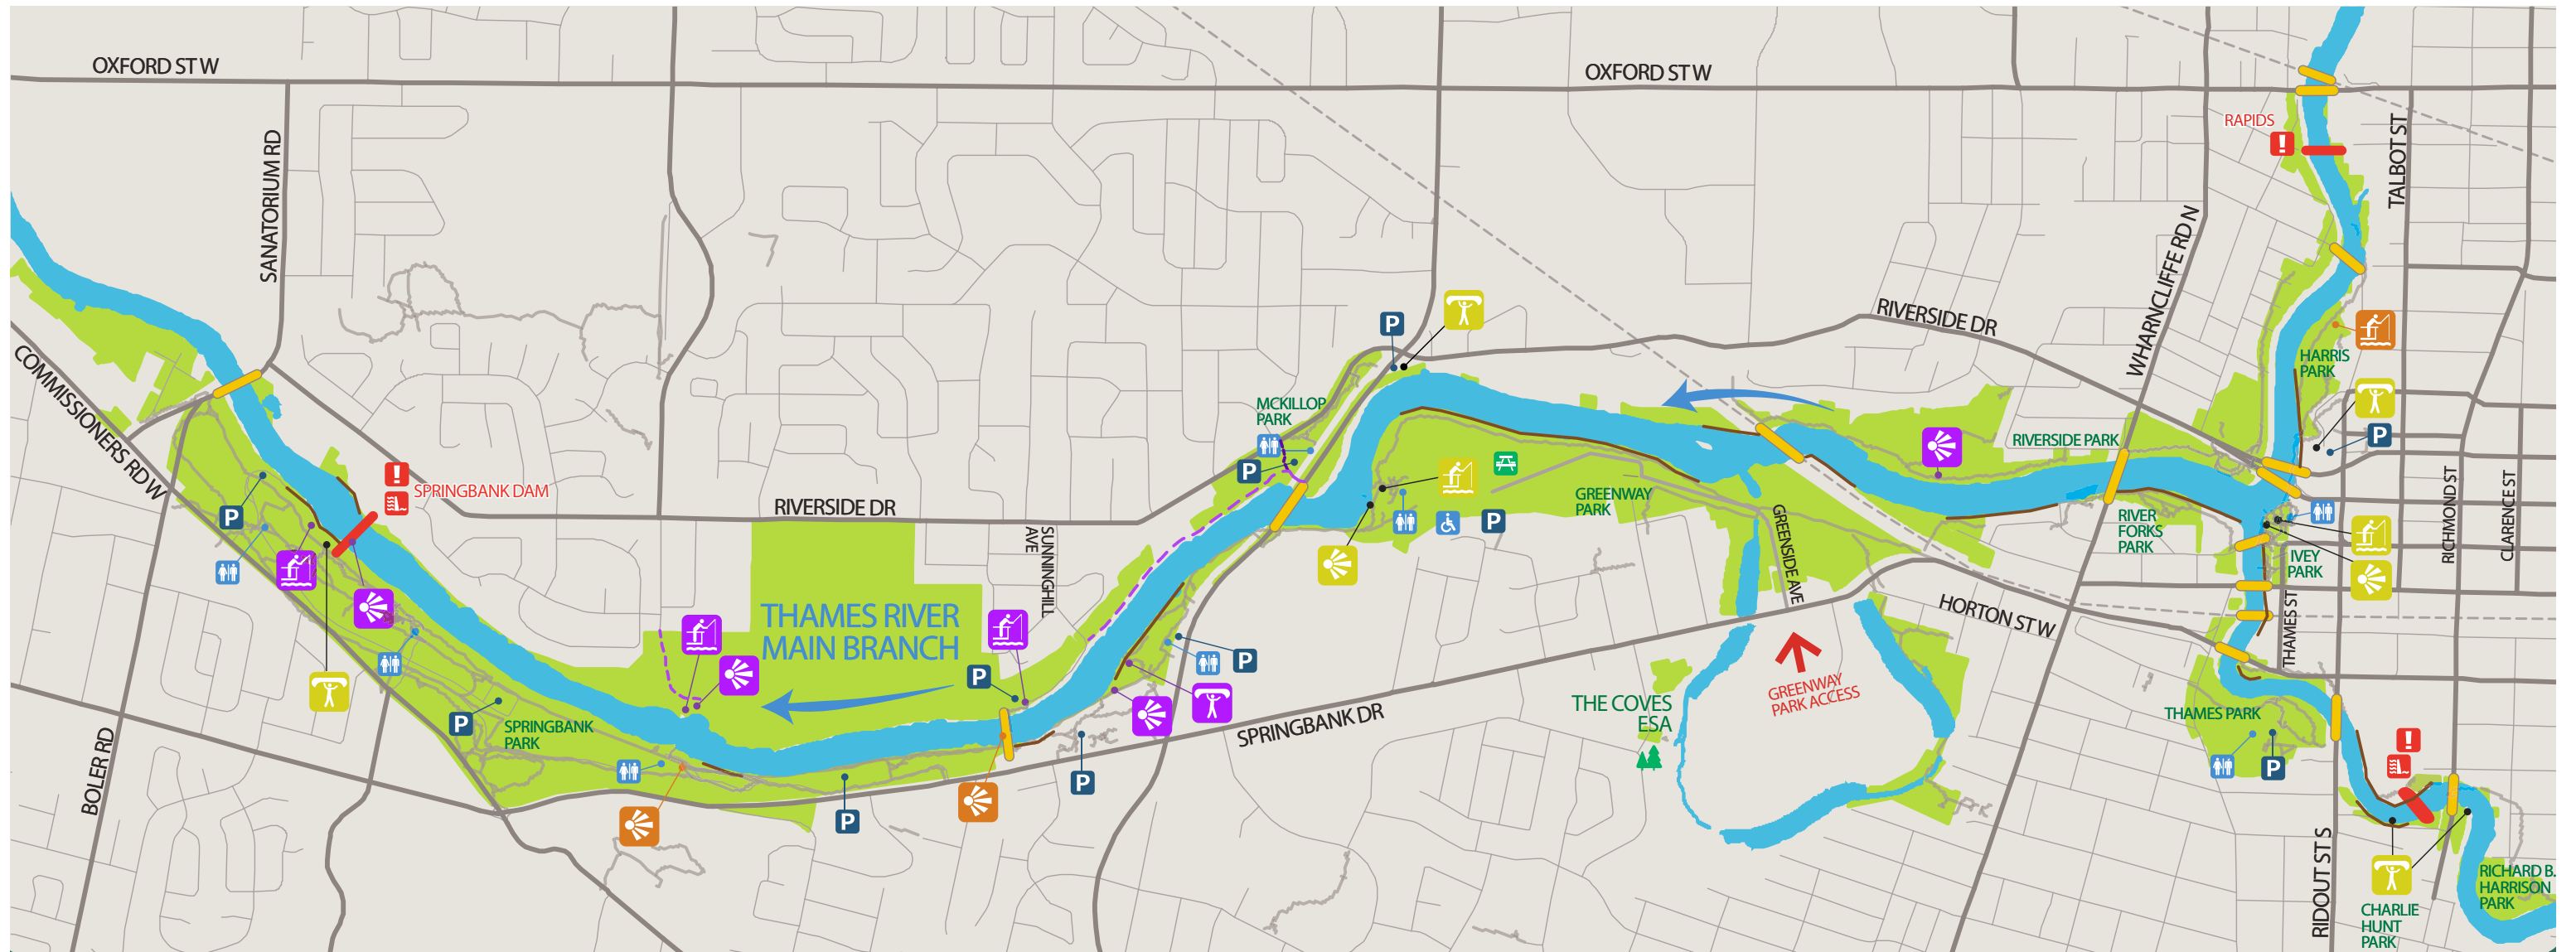 OXFORD ST W
OXFORD ST W
SANATORIUM RD
RAPIDS
!
TALBOT ST
WHARNCLIFFE RD N
RIVERSIDE DR
COMMISSIONERS RD W
P
HARRIS
PARK
MCKILLOP
PARK
P
P
RIVERSIDE PARK
!
SPRINGBANK DAM
P
RIVERSIDE DR
GREENWAY
PARK
P
GREENSIDE AVE
RIVER
FORKS
PARK
IVEY
PARK
RICHMOND ST
CLARENCE ST
SUNNINGHILL
AVE
THAMES RIVER
MAIN BRANCH
HORTON ST W
THAMES ST
P
P
GREENWAY
PARK ACCESS
THE COVES
ESA
SPRINGBANK DR
THAMES PARK
P
SPRINGBANK
PARK
P
P
P
!
BOLER RD
RIDOUT ST S
RICHARD B.
HARRISON
PARK
CHARLIE
HUNT
PARK